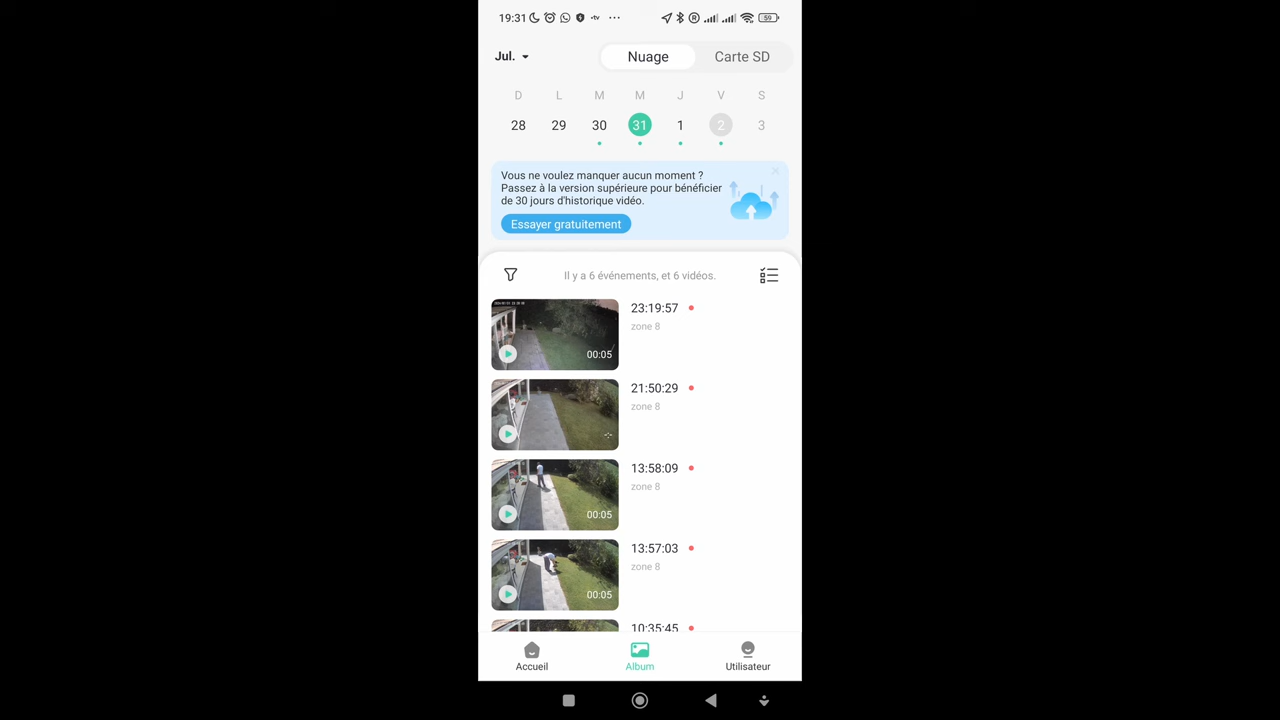 19:31 tv ... R 59
Jul. Nuage Carte SD
D L M M J V S
28 29 30 31 1 2 3
Vous ne voulez manquer aucun moment ?
Passez à la version supérieure pour bénéficier
de 30 jours d'historique vidéo.
Essayer gratuitement
Il y a 6 événements, et 6 vidéos.
23:19:57
zone 8
00:05
21:50:29
zone 8
13:58:09
zone 8
00:05
13:57:03
zone 8
00:05
10:35:45
Accueil Album Utilisateur